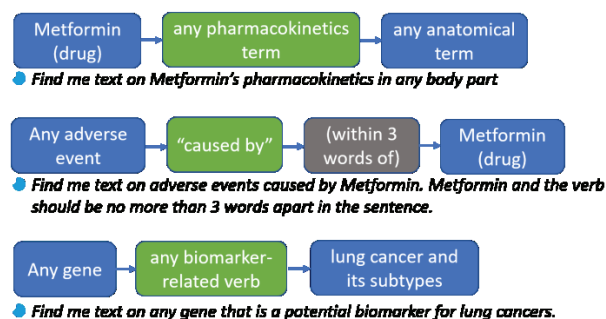 Metformin any pharmacokinetics any anatomical
(drug) term term
Find me text on Metformin's pharmacokinetics in any body part
Any adverse "caused by" (within 3 Metformin
event words of) (drug)
Find me text on adverse events caused by Metformin. Metformin and the verb
should be no more than 3 words apart in the sentence.
Any gene any biomarker- lung cancer and
related verb its subtypes
Find me text on any gene that is a potential biomarker for lung cancers.